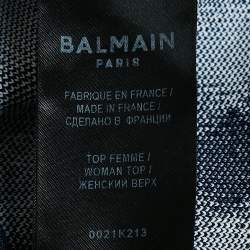 BALMAIN
PARIS
FABRIQUE EN FRANCE /
MADE IN FRANCE /
СДЕЛАНО В ФРАНЦИИ
TOP FEMME /
WOMAN TOP /
ЖЕНСКИЙ ВЕРХ
0021K213